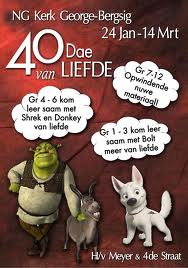 NG Kerk George-Bergsig
24 Jan-14 Mrt
40 Dae
van LIEFDE
Gr 7-12
Opwindende
nuwe
materiaal!
Gr 4 - 6 kom
leer saam met
Shrek en Donkey
van liefde
Gr 1 - 3 kom leer
saam met Bolt
meer van liefde
H/v Meyer & 4de Straat